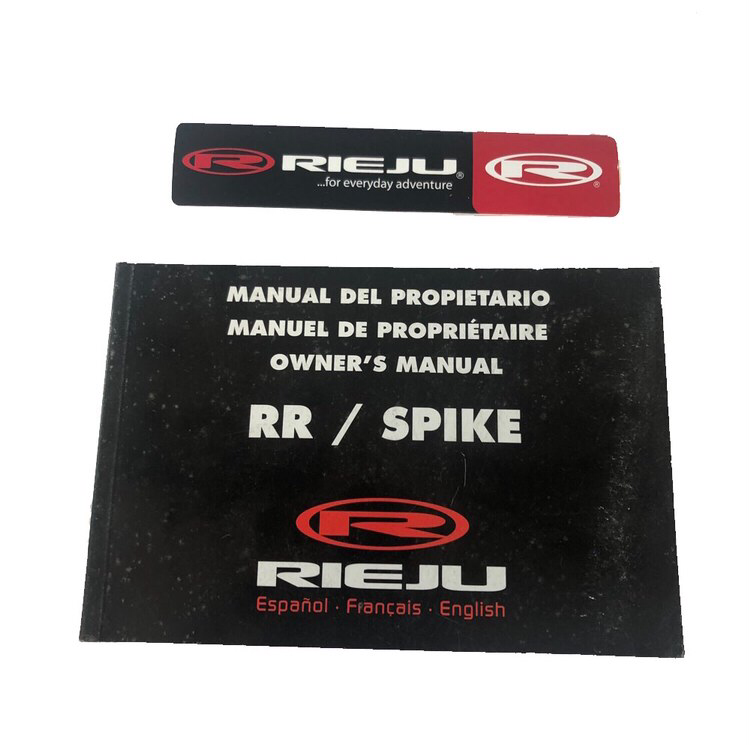 R RIEJU® R®
...for everyday adventure
MANUAL DEL PROPIETARIO
MANUEL DE PROPRIÉTAIRE
OWNER'S MANUAL
RR / SPIKE
R
RIEJU
Español · Français · English